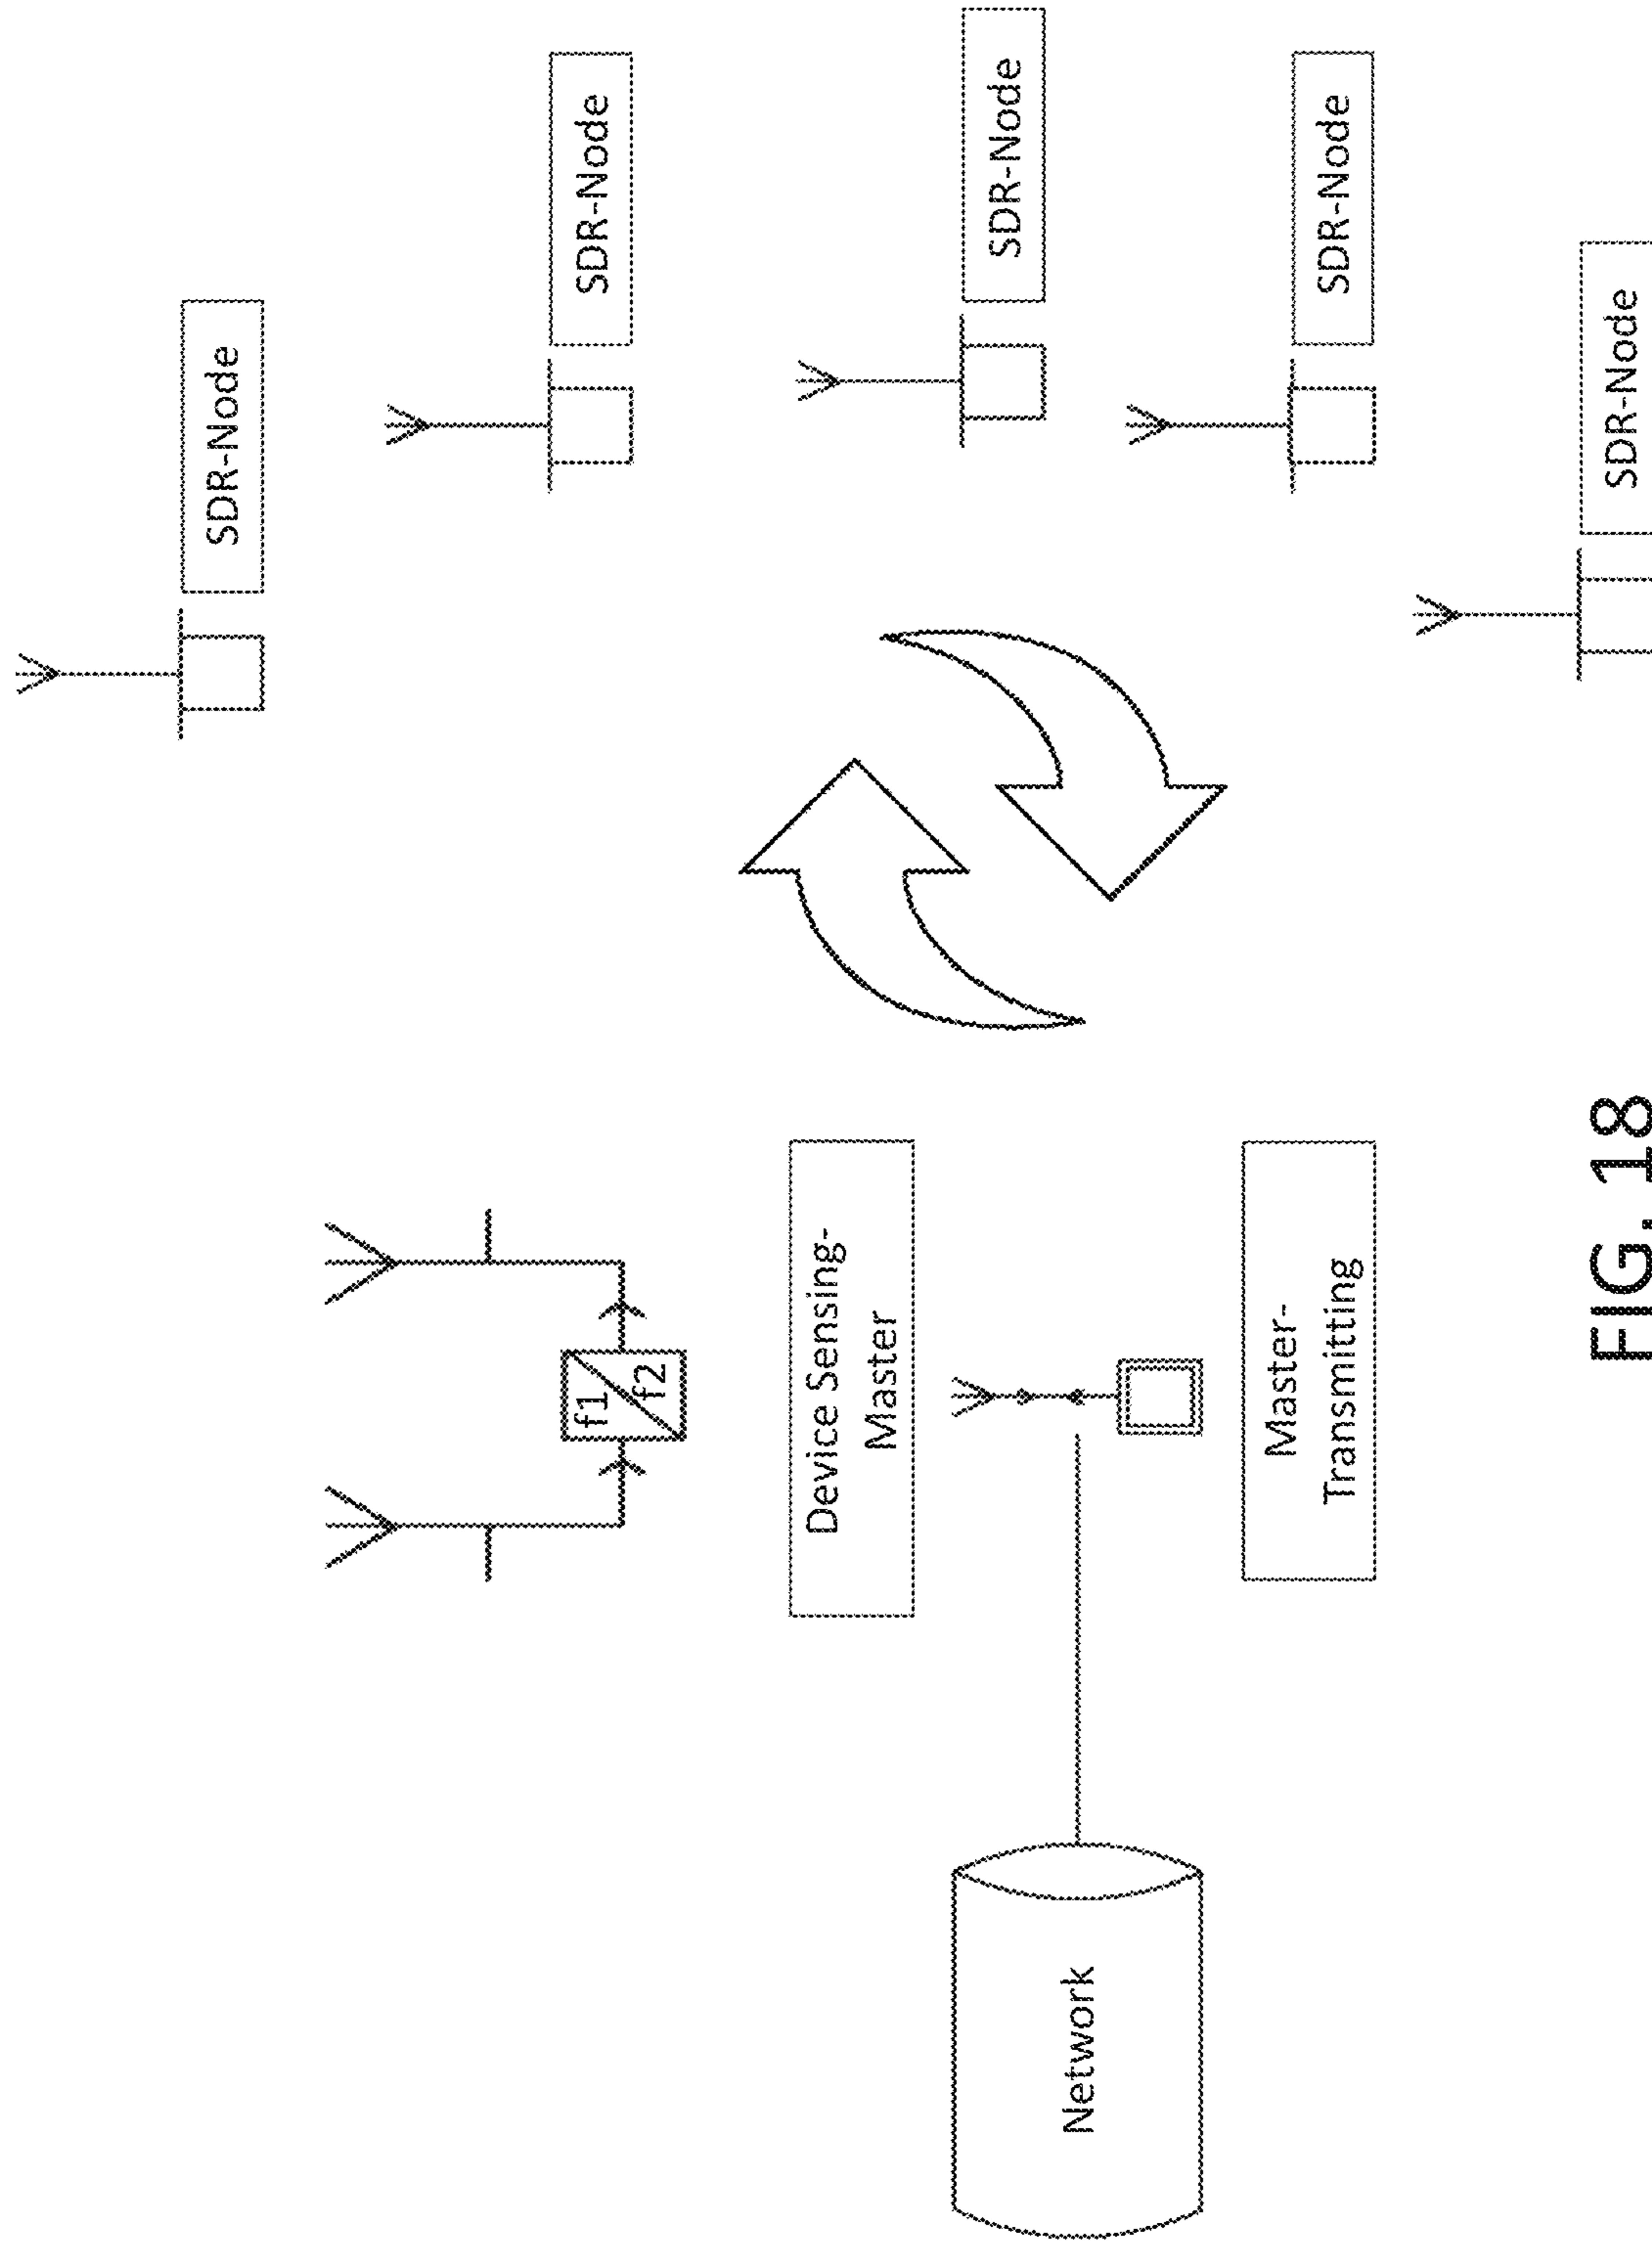 SDR-Node
SDR-Node
SDR-Node
SDR-Node
SDR-Node
f1
f2
Device Sensing-
Master
Master-
Transmitting
Network
FIG. 18